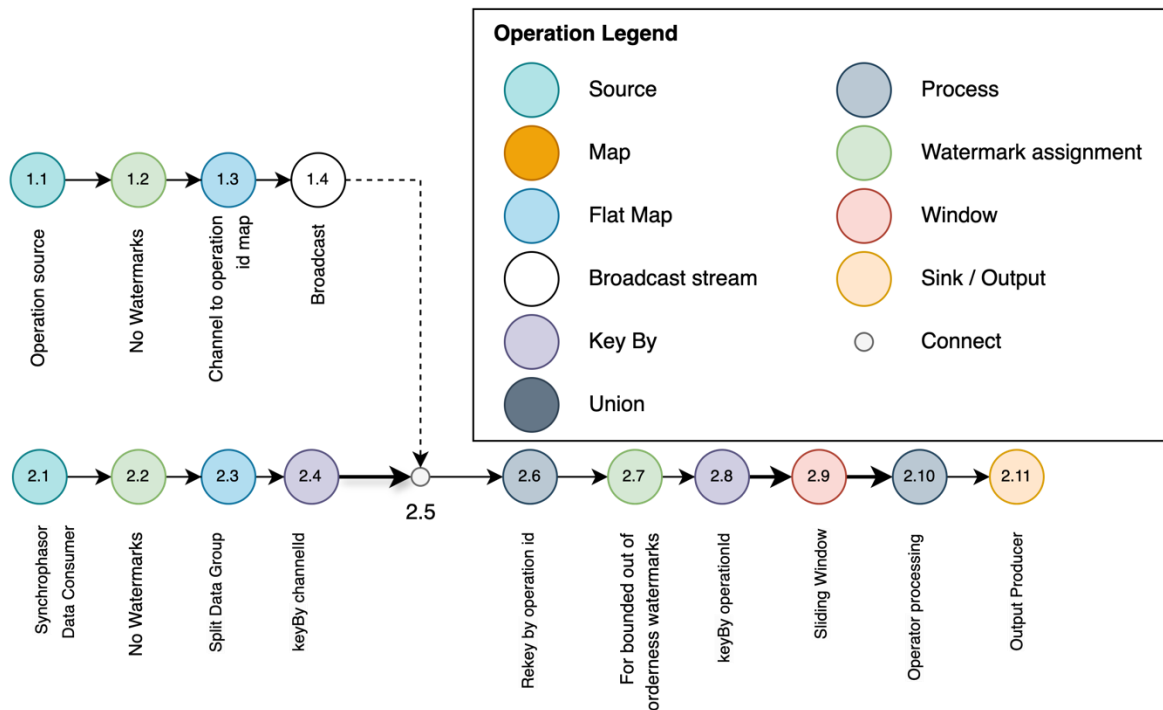 Operation Legend
Source
Map
Flat Map
Broadcast stream
Key By
Union
Process
Watermark assignment
Window
Sink / Output
Connect
1.1
1.2
1.3
1.4
Operation source
No Watermarks
Channel to operation
id map
Broadcast
2.1
2.2
2.3
2.4
2.5
2.6
2.7
2.8
2.9
2.10
2.11
Synchrophasor
Data Consumer
No Watermarks
Split Data Group
keyBy channelId
Rekey by operation id
For bounded out of
orderness watermarks
keyBy operationId
Sliding Window
Operator processing
Output Producer